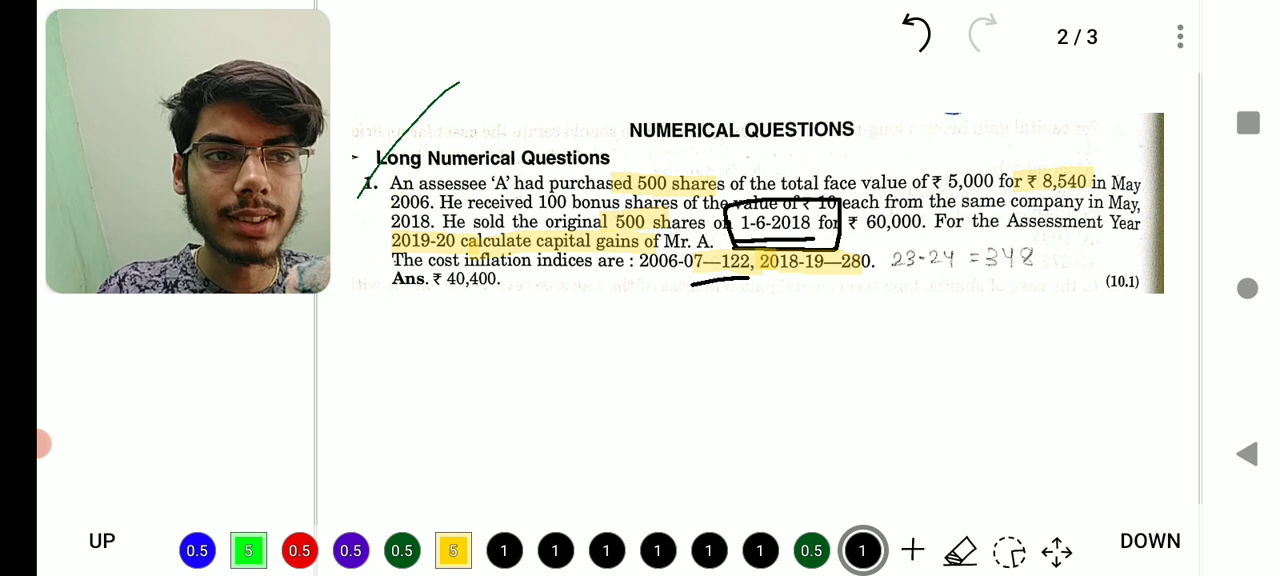 2 / 3
NUMERICAL QUESTIONS
Long Numerical Questions
1. An assessee ‘A’ had purchased 500 shares of the total face value of ₹ 5,000 for ₹ 8,540 in May
2006. He received 100 bonus shares of the value of ₹ 10 each from the same company in May,
2018. He sold the original 500 shares on 1-6-2018 for ₹ 60,000. For the Assessment Year
2019-20 calculate capital gains of Mr. A.
The cost inflation indices are : 2006-07—122, 2018-19—280. 23-24 = 348
Ans. ₹ 40,400. (10.1)
UP 0.5 5 0.5 0.5 0.5 5 1 1 1 1 1 1 0.5 1 DOWN